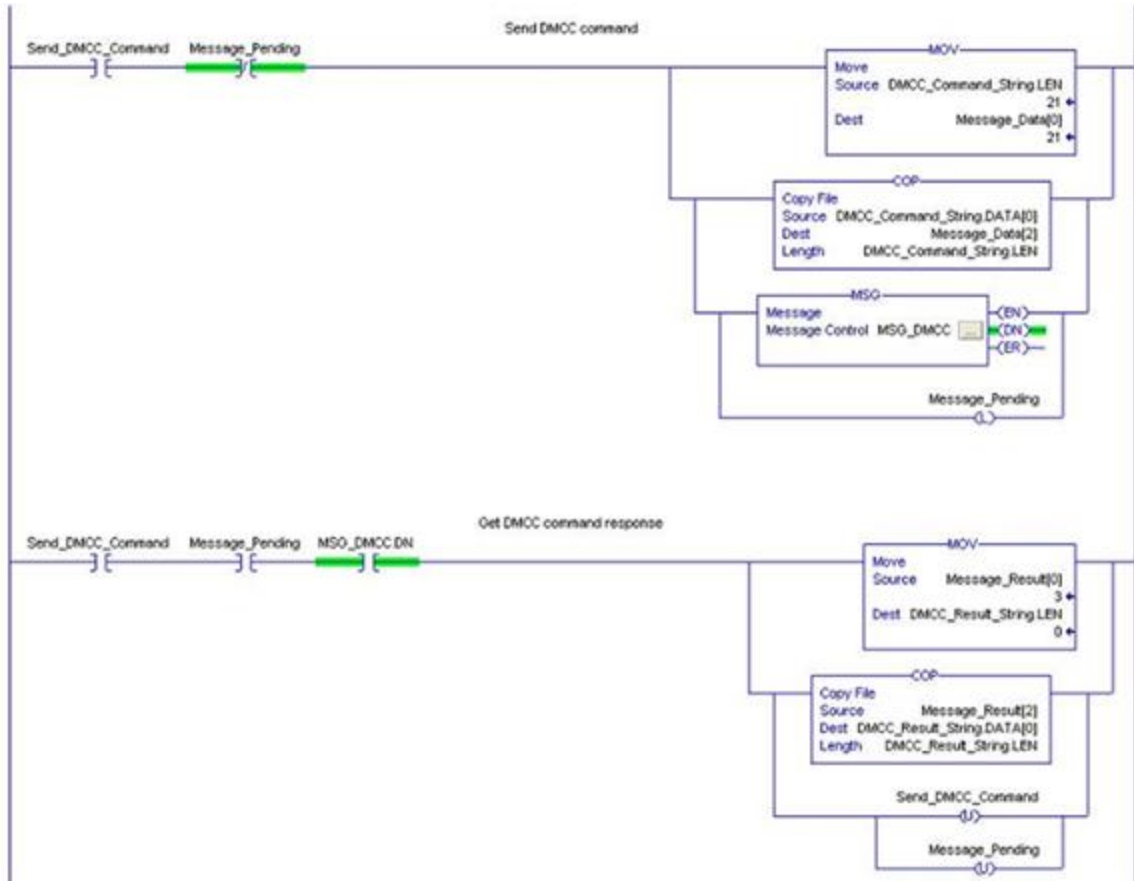 Send DMCC command
Send_DMCC_Command Message_Pending
MOV
Move
Source DMCC_Command_String.LEN
21
Dest Message_Data[0]
21
COP
Copy File
Source DMCC_Command_String.DATA[0]
Dest Message_Data[2]
Length DMCC_Command_String.LEN
MSG
Message
Message Control MSG_DMCC ...
EN
DN
ER
Message_Pending
L
Get DMCC command response
Send_DMCC_Command Message_Pending MSG_DMCC.DN
MOV
Move
Source Message_Result[0]
3
Dest DMCC_Result_String.LEN
0
COP
Copy File
Source Message_Result[2]
Dest DMCC_Result_String.DATA[0]
Length DMCC_Result_String.LEN
Send_DMCC_Command
U
Message_Pending
U